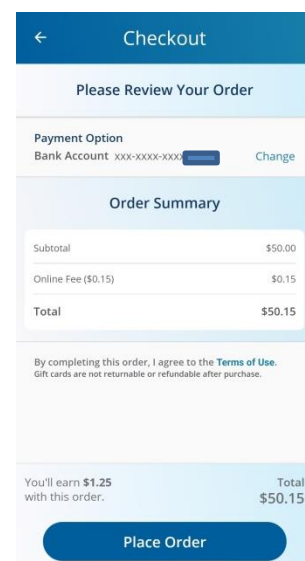 Checkout
Please Review Your Order
Payment Option
Bank Account xxx-xxxx-xxxx
Change
Order Summary
Subtotal $50.00
Online Fee ($0.15) $0.15
Total $50.15
By completing this order, I agree to the Terms of Use.
Gift cards are not returnable or refundable after purchase.
You'll earn $1.25 Total
with this order. $50.15
Place Order